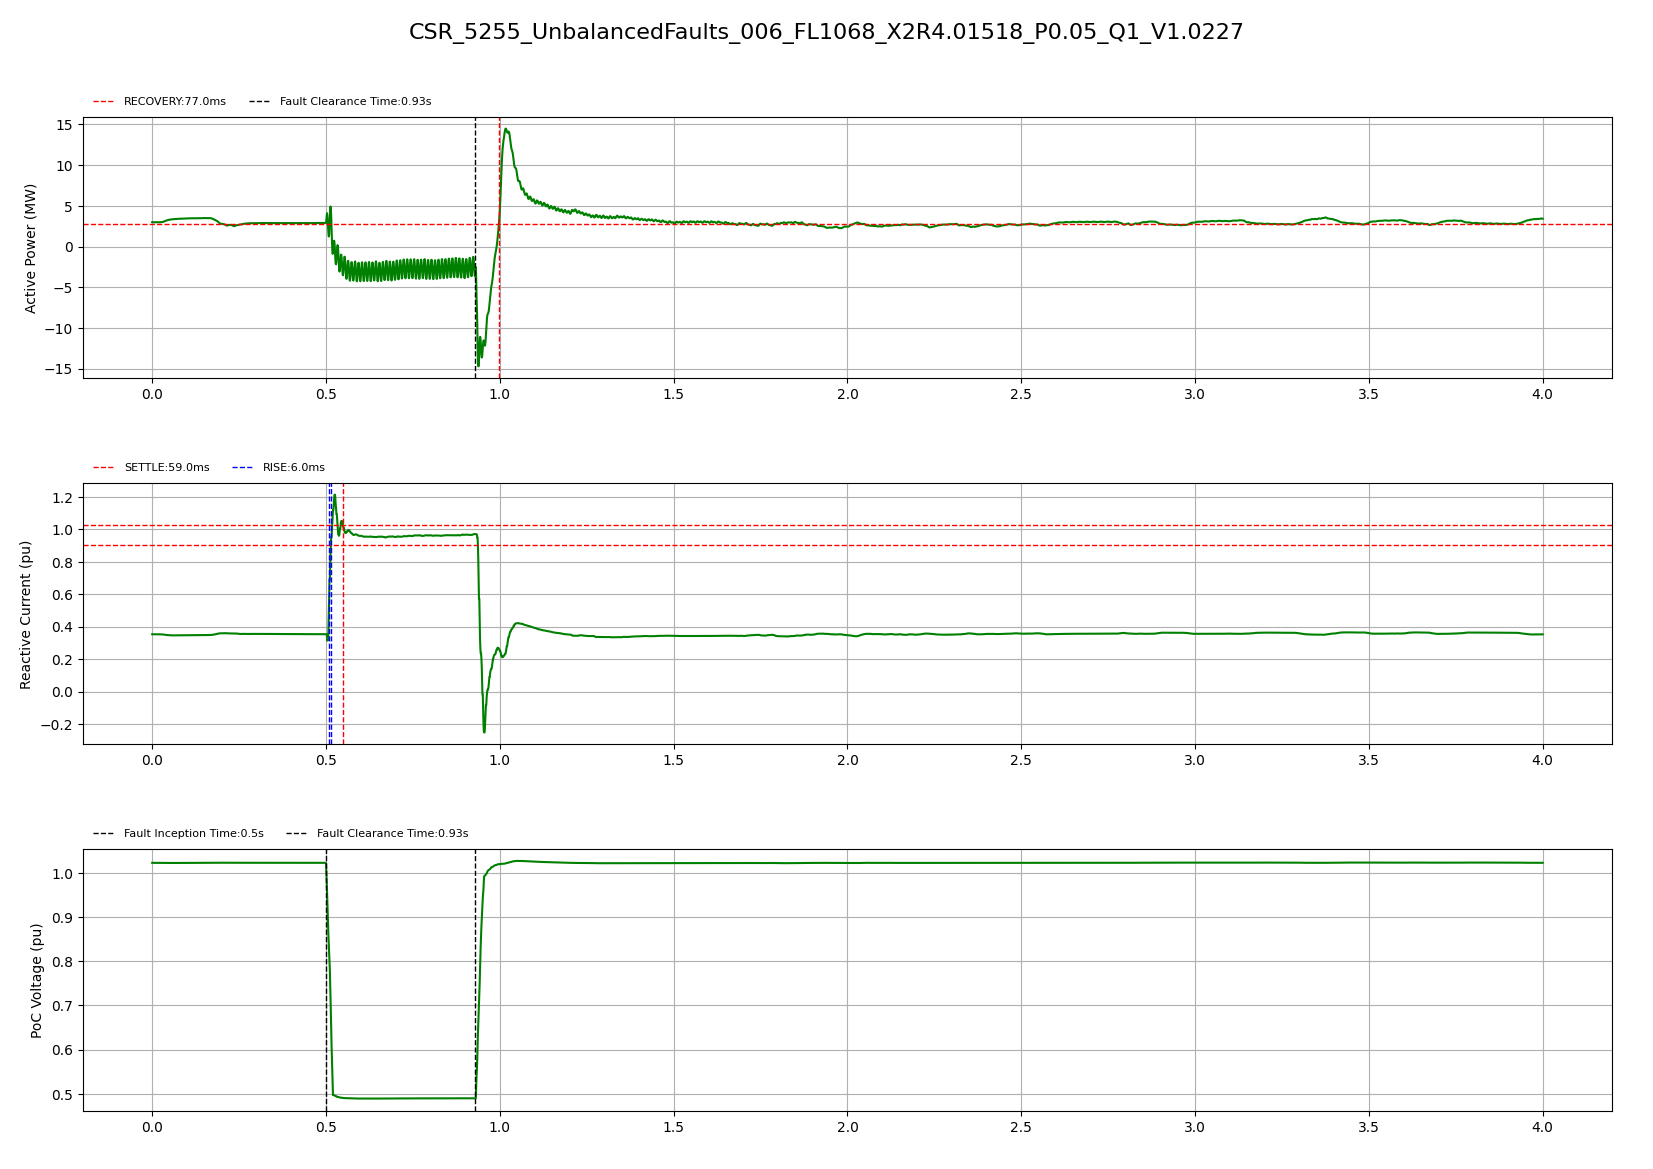 CSR_5255_UnbalancedFaults_006_FL1068_X2R4.01518_P0.05_Q1_V1.0227
RECOVERY:77.0ms Fault Clearance Time:0.93s
Active Power (MW)
15
10
5
0
−5
−10
−15
0.0 0.5 1.0 1.5 2.0 2.5 3.0 3.5 4.0
SETTLE:59.0ms RISE:6.0ms
Reactive Current (pu)
1.2
1.0
0.8
0.6
0.4
0.2
0.0
−0.2
0.0 0.5 1.0 1.5 2.0 2.5 3.0 3.5 4.0
Fault Inception Time:0.5s Fault Clearance Time:0.93s
PoC Voltage (pu)
1.0
0.9
0.8
0.7
0.6
0.5
0.0 0.5 1.0 1.5 2.0 2.5 3.0 3.5 4.0